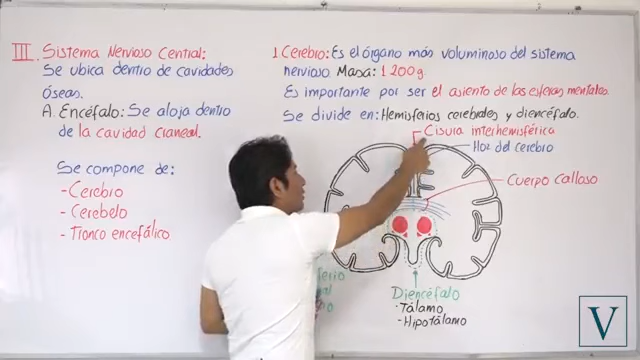 III. Sistema Nervioso Central:
Se ubica dentro de cavidades
óseas.
A. Encéfalo: Se aloja dentro
de la cavidad craneal.
Se compone de:
- Cerebro
- Cerebelo
- Tronco encefálico
1. Cerebro: Es el órgano más voluminoso del sistema
nervioso Masa: 1 200g.
Es importante por ser el asiento de las esferas mentales.
Se divide en: Hemisferios cerebrales y diencéfalo.
Cisura interhemisférica
Hoz del cerebro
Cuerpo calloso
Diencéfalo
- Tálamo
- Hipotálamo
V